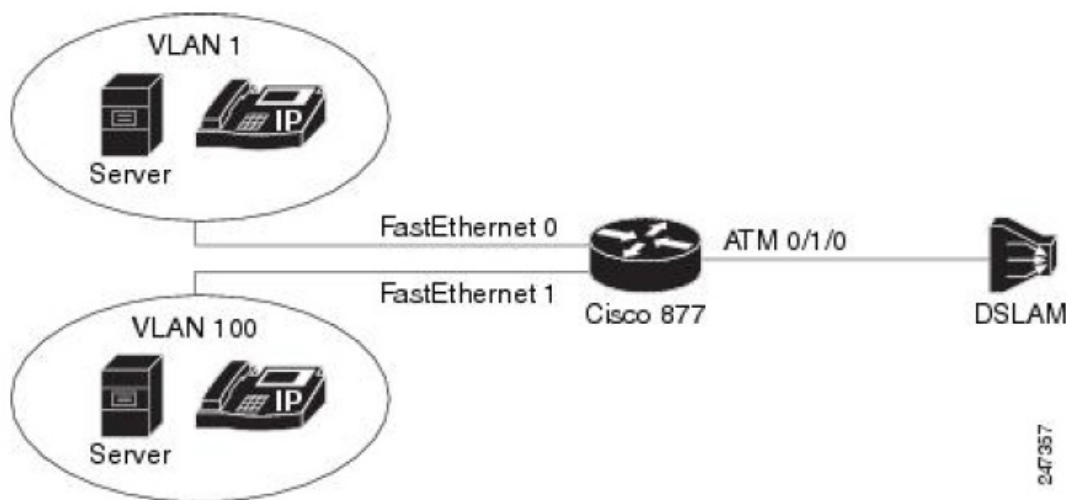 VLAN 1
IP
Server
FastEthernet 0
ATM 0/1/0
FastEthernet 1
Cisco 877
DSLAM
VLAN 100
IP
Server
247357